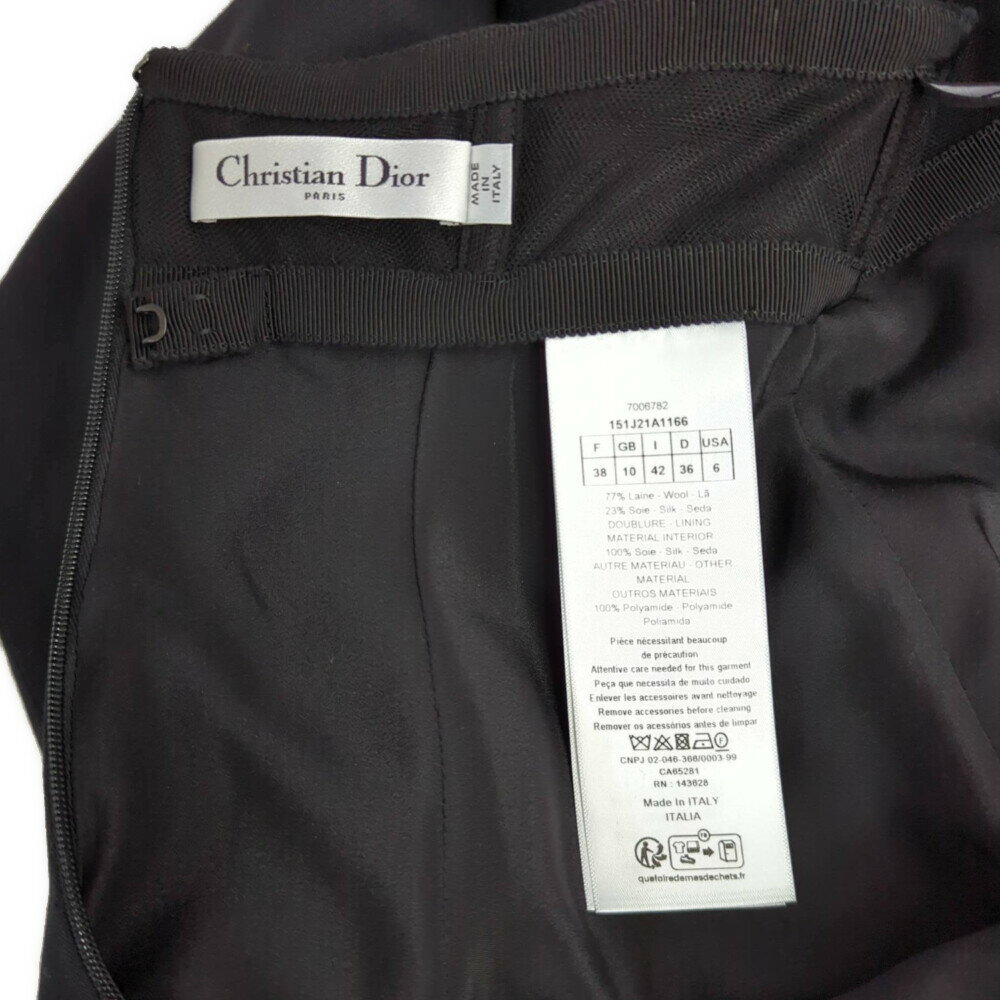 Christian Dior
PARIS
MADE
IN
ITALY
7006782
151J21A1166
F GB I D USA
38 10 42 36 6
77% Laine - Wool - Lã
23% Soie - Silk - Seda
DOUBLURE - LINING
MATERIAL INTERIOR
100% Soie - Silk - Seda
AUTRE MATERIAU - OTHER
MATERIAL
OUTROS MATERIAIS
100% Polyamide - Polyamide
Poliamida
Pièce nécessitant beaucoup
de précaution
Attentive care needed for this garment
Peça que necessita de muito cuidado
Enlever les accessoires avant nettoyage
Remove accessories before cleaning
Remover os acessórios antes de limpar
F
CNPJ 02-046-366/0003-99
CA65281
RN : 143628
Made In ITALY
ITALIA
FR
quefairedemesdechets.fr